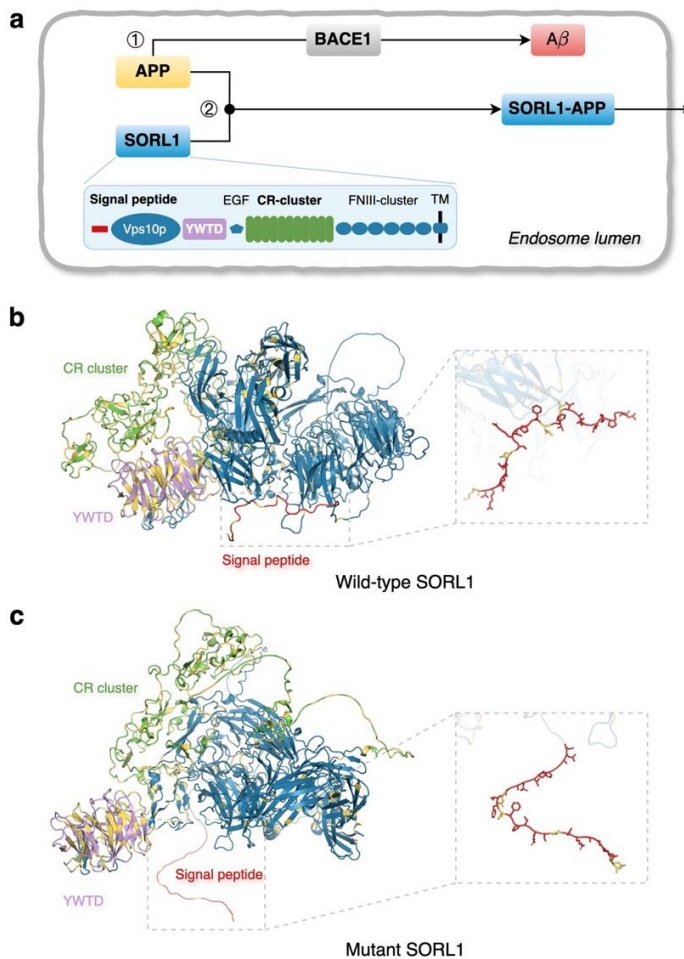 a
① BACE1 Aβ
APP
② SORL1-APP
SORL1
Signal peptide EGF CR-cluster FNIII-cluster TM
Vps10p YWTD
Endosome lumen
b
CR cluster
YWTD
Signal peptide
Wild-type SORL1
c
CR cluster
Signal peptide
YWTD
Mutant SORL1